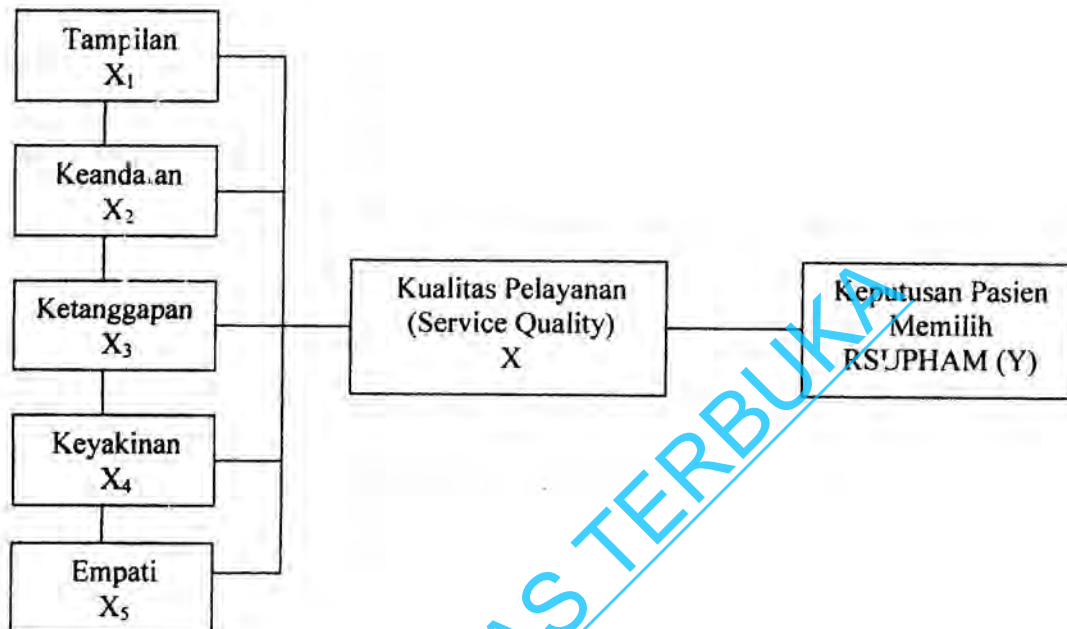 Tampilan
X₁
Keandalan
X₂
Ketanggapan
X₃
Keyakinan
X₄
Empati
X₅
Kualitas Pelayanan
(Service Quality)
X
Keputusan Pasien
Memilih
RSUPHAM (Y)
AS TERBUKA